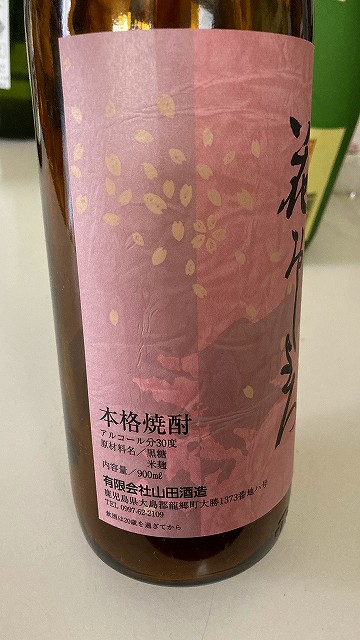 本格焼酎
アルコール分30度
原材料名／黒糖
米麹
内容量／900㎖
有限会社山田酒造
鹿児島県大島郡龍郷町大勝1373番地ハ号
TEL 0997-62-2109
飲酒は20歳を過ぎてから